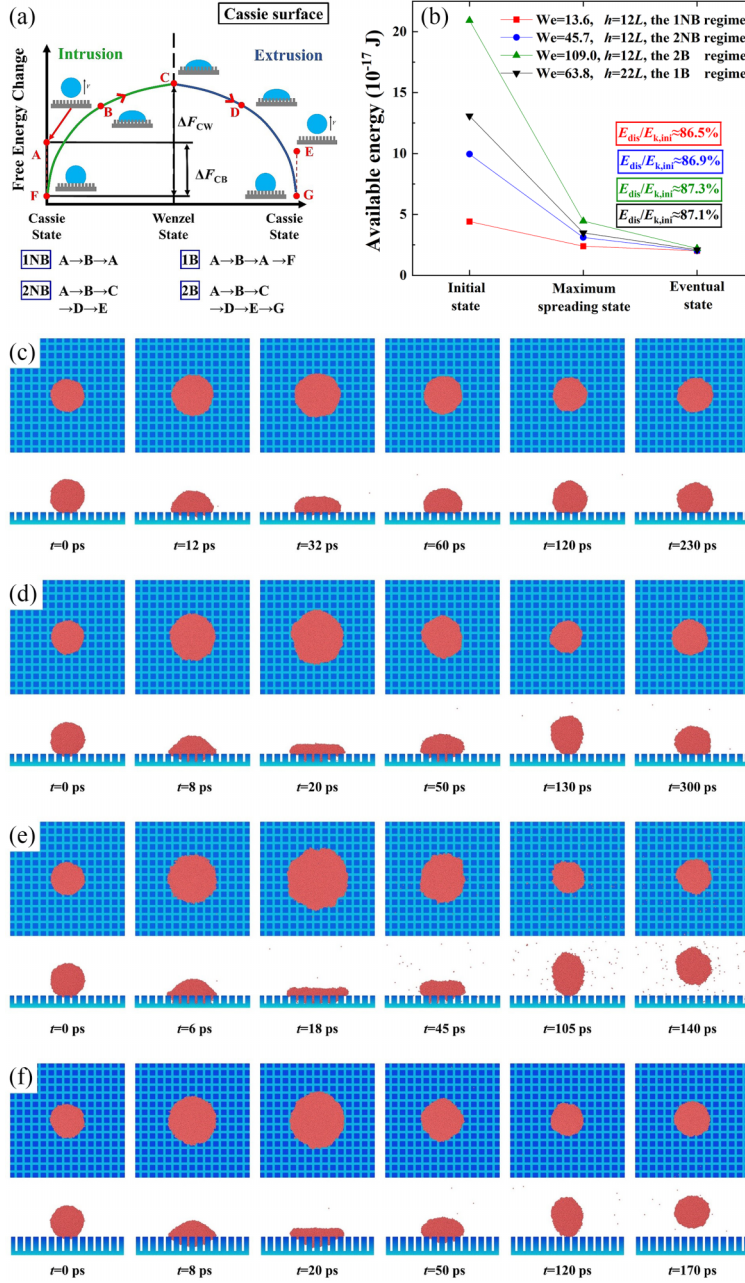 (a)
Cassie surface
Free Energy Change
Intrusion
Extrusion
v
A
B
C
D
E
F
G
ΔF_CW
ΔF_CB
v
Cassie State
Wenzel State
Cassie State
1NB A→B→A
1B A→B→A→F
2NB A→B→C
→D→E
2B A→B→C
→D→E→G
(b)
Available energy (10⁻¹⁷ J)
20
15
10
5
0
We=13.6, h=12L, the 1NB regime
We=45.7, h=12L, the 2NB regime
We=109.0, h=12L, the 2B regime
We=63.8, h=22L, the 1B regime
E_dis/E_k,ini≈86.5%
E_dis/E_k,ini≈86.9%
E_dis/E_k,ini≈87.3%
E_dis/E_k,ini≈87.1%
Initial state
Maximum spreading state
Eventual state
(c)
t=0 ps t=12 ps t=32 ps t=60 ps t=120 ps t=230 ps
(d)
t=0 ps t=8 ps t=20 ps t=50 ps t=130 ps t=300 ps
(e)
t=0 ps t=6 ps t=18 ps t=45 ps t=105 ps t=140 ps
(f)
t=0 ps t=8 ps t=20 ps t=50 ps t=120 ps t=170 ps